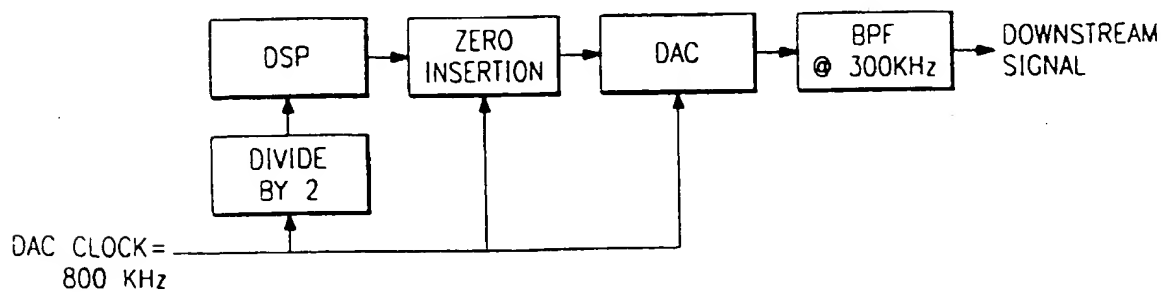 DSP
ZERO
INSERTION
DAC
BPF
@ 300KHz
DOWNSTREAM
SIGNAL
DIVIDE
BY 2
DAC CLOCK=
800 KHz